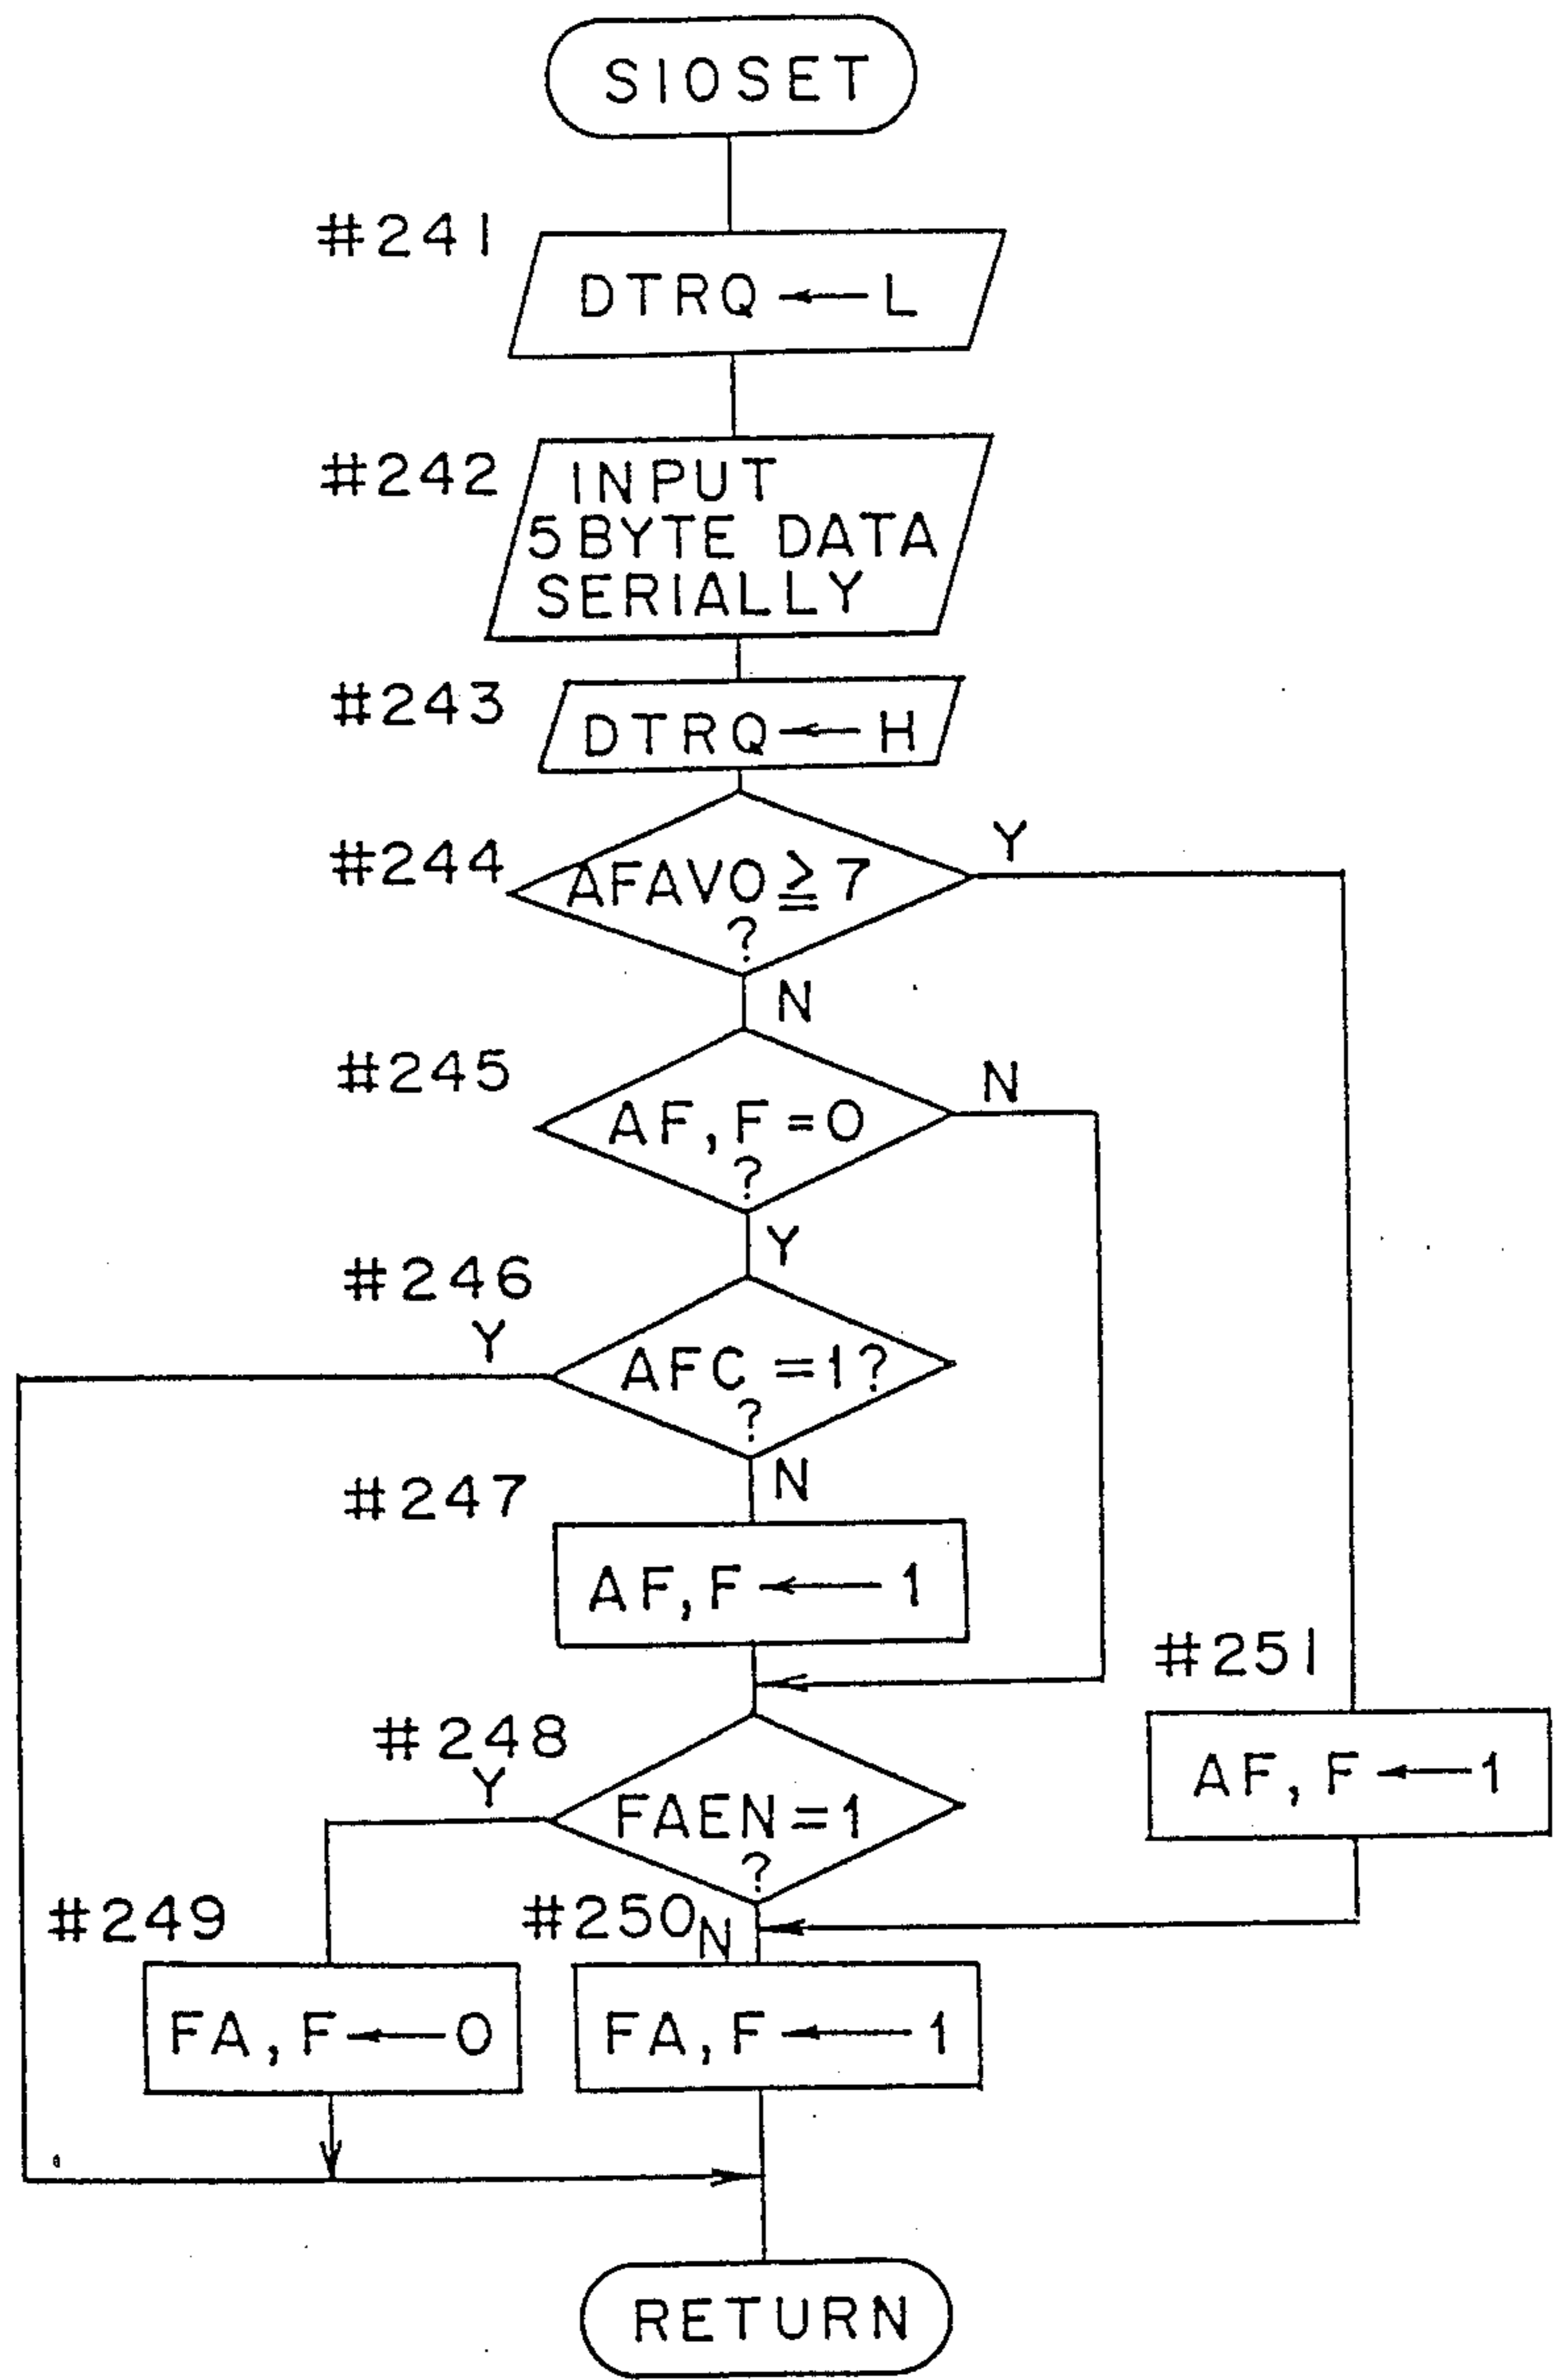 SIOSET
#241
DTRQ ← L
#242
INPUT
5 BYTE DATA
SERIALLY
#243
DTRQ ← H
#244
AFAVO ≧ 7
?
Y
N
#245
AF, F = 0
?
N
Y
#246
Y
AFC = 1?
?
N
#247
AF, F ← 1
#251
AF, F ← 1
#248
Y
FAEN = 1
?
#249
#250
N
FA, F ← 0
FA, F ← 1
RETURN